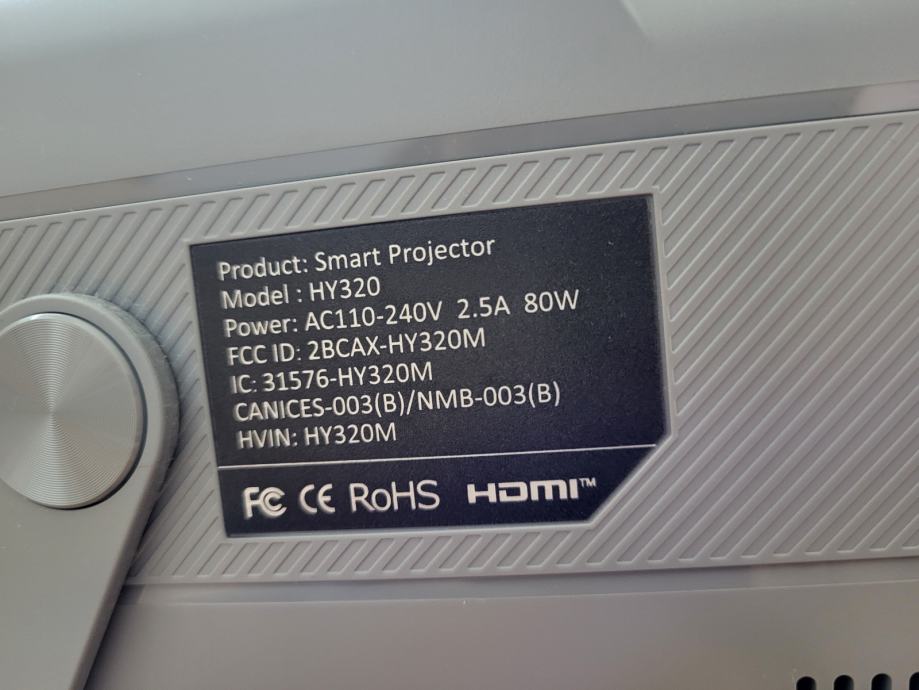 Product: Smart Projector
Model : HY320
Power: AC110-240V 2.5A 80W
FCC ID: 2BCAX-HY320M
IC: 31576-HY320M
CANICES-003(B)/NMB-003(B)
HVIN: HY320M
FC CE RoHS HDMI™